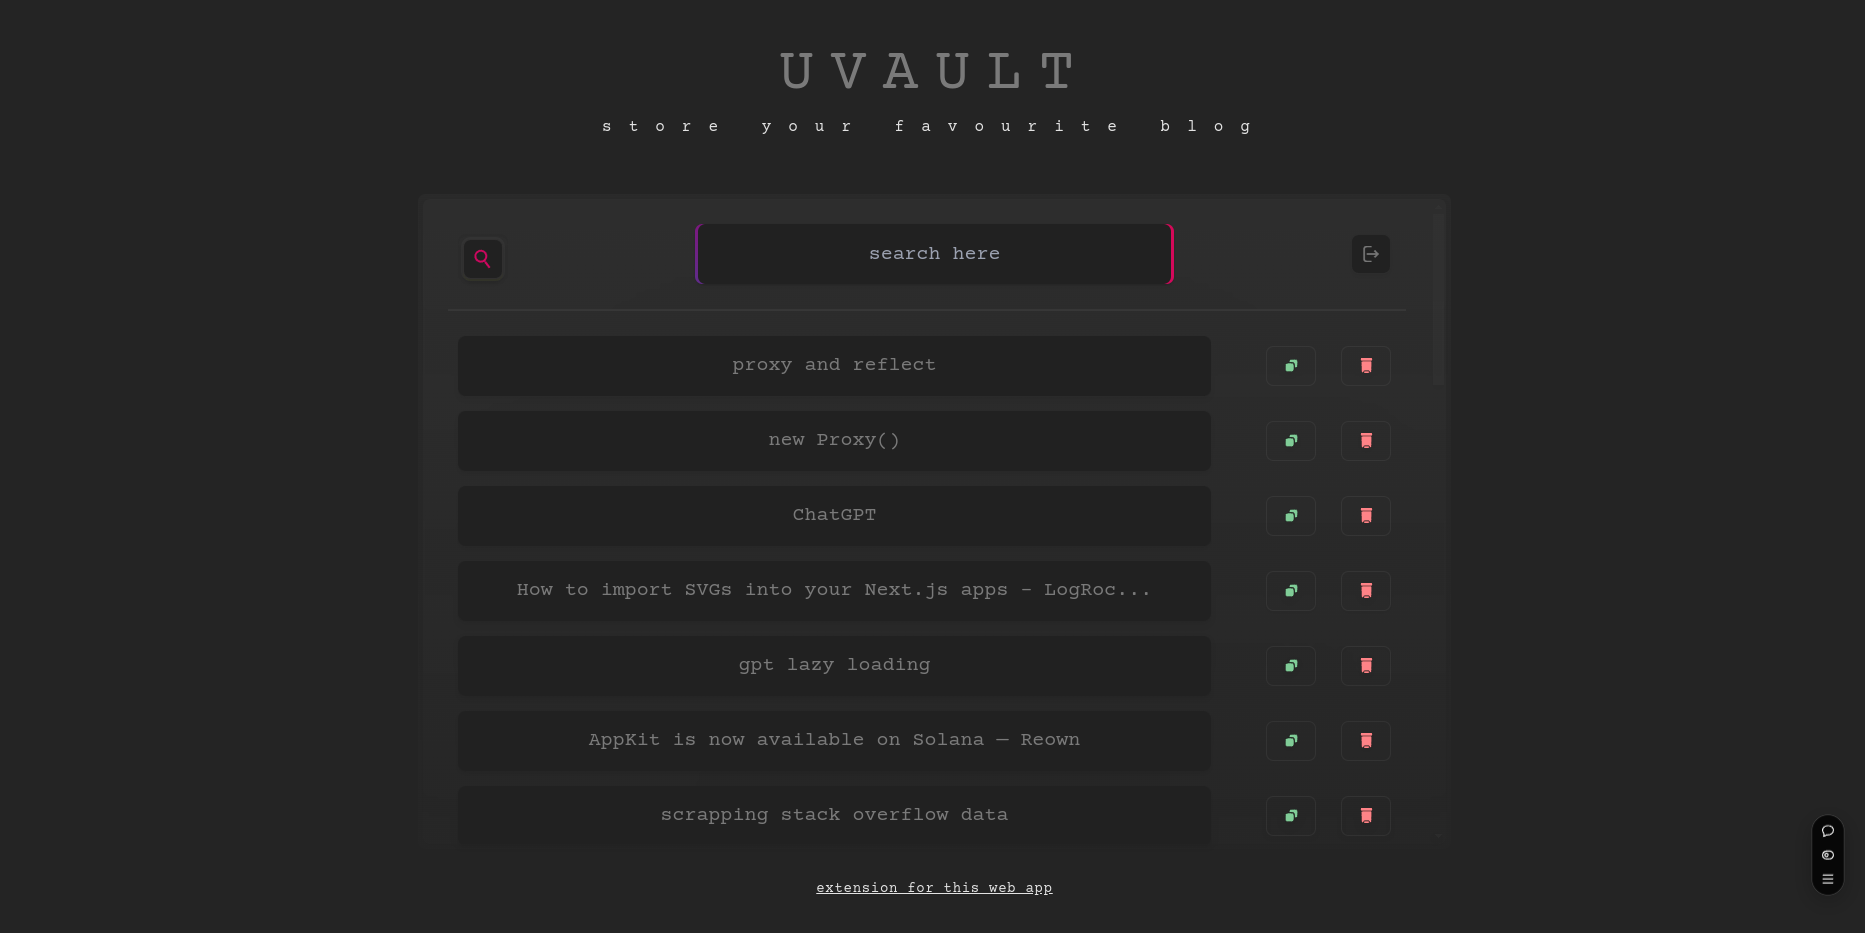 UVAULT
store your favourite blog
search here
proxy and reflect
new Proxy()
ChatGPT
How to import SVGs into your Next.js apps - LogRoc...
gpt lazy loading
AppKit is now available on Solana — Reown
scrapping stack overflow data
extension for this web app